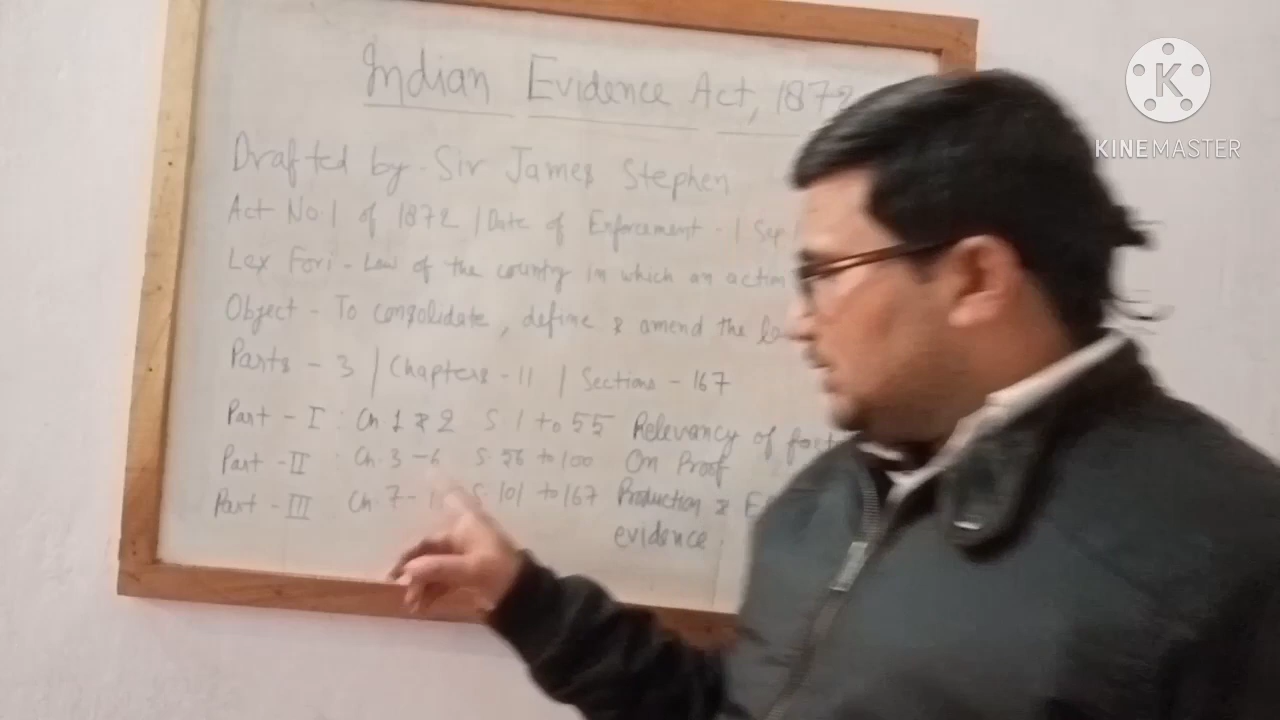 Indian Evidence Act, 1872
Drafted by - Sir James Stephen
Act No. 1 of 1872 | Date of Enforcement - 1 Sep
Lex Fori - Law of the country in which an action
Object - To consolidate, define & amend the
Parts - 3 | Chapters - 11 | Sections - 167
Part - I : Ch 1 & 2 S. 1 to 55 Relevancy of
Part - II : Ch. 3 - 6 S. 56 to 100 On Proof
Part - III Ch. 7 - S. 101 to 167 Production &
evidence.
K
KINEMASTER